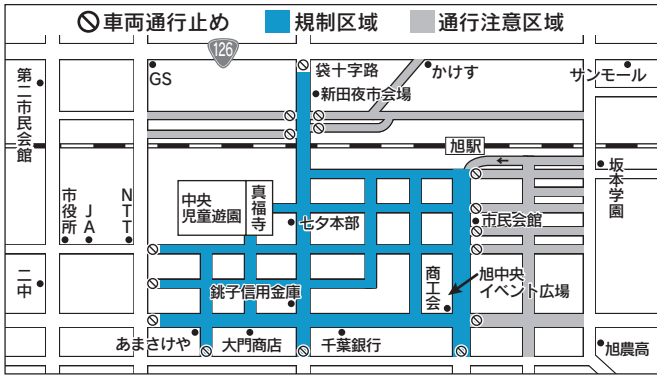 車両通行止め 規制区域 通行注意区域
126
第二市民会館
GS
袋十字路
かけす
サンモール
新田夜市会場
旭駅
←
坂本学園
市役所
JA
NTT
中央
児童遊園
真福寺
七夕本部
市民会館
二中
銚子信用金庫
商工会
旭中央
イベント広場
あまさけや
大門商店
千葉銀行
旭農高